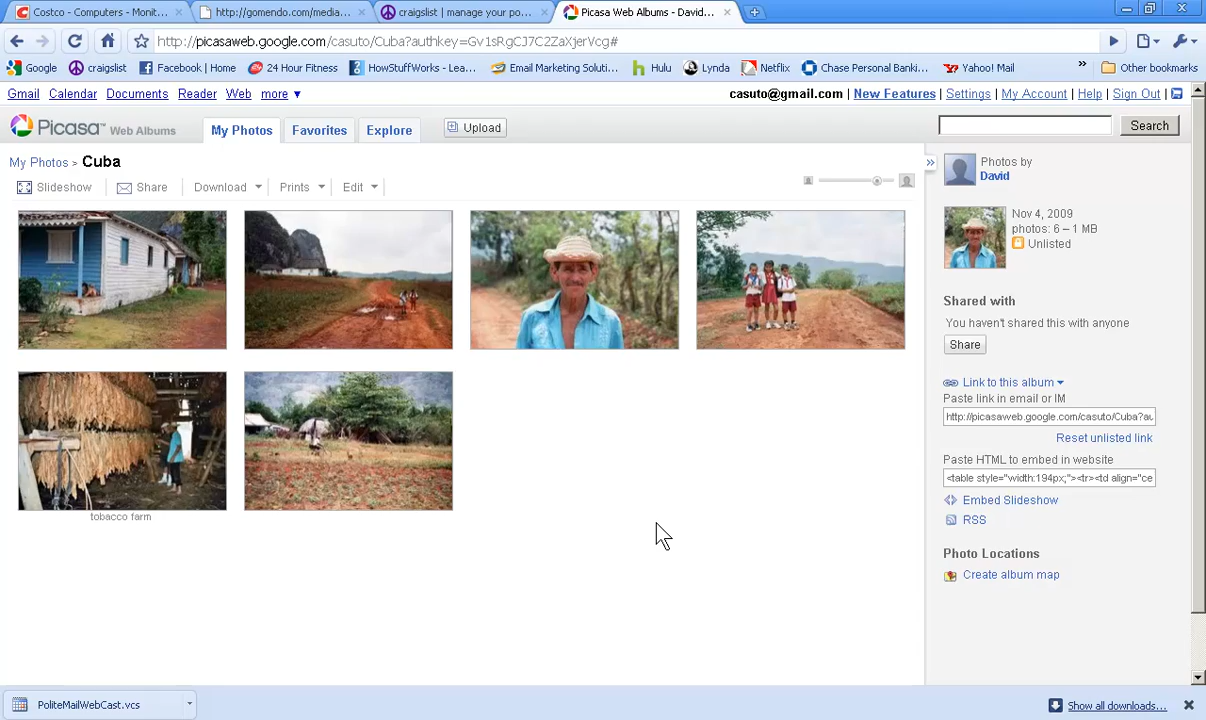 Costco - Computers - Monit...
http://gomendo.com/media...
craigslist | manage your po...
Picasa Web Albums - David...
http://picasaweb.google.com/casuto/Cuba?authkey=Gv1sRgCJ7C2ZaXjerVcg#
Google craigslist Facebook | Home 24 Hour Fitness HowStuffWorks - Lea... Email Marketing Soluti... Hulu Lynda Netflix Chase Personal Banki... Yahoo! Mail » Other bookmarks
Gmail Calendar Documents Reader Web more ▼
casuto@gmail.com | New Features | Settings | My Account | Help | Sign Out |
Picasa™ Web Albums My Photos Favorites Explore Upload Search
My Photos > Cuba
Slideshow Share Download Prints Edit
tobacco farm
Photos by
David
Nov 4, 2009
photos: 6 – 1 MB
Unlisted
Shared with
You haven't shared this with anyone
Share
Link to this album
Paste link in email or IM
http://picasaweb.google.com/casuto/Cuba?au
Reset unlisted link
Paste HTML to embed in website
<table style="width:194px;"><tr><td align="ce
Embed Slideshow
RSS
Photo Locations
Create album map
PoliteMailWebCast.vcs
Show all downloads...